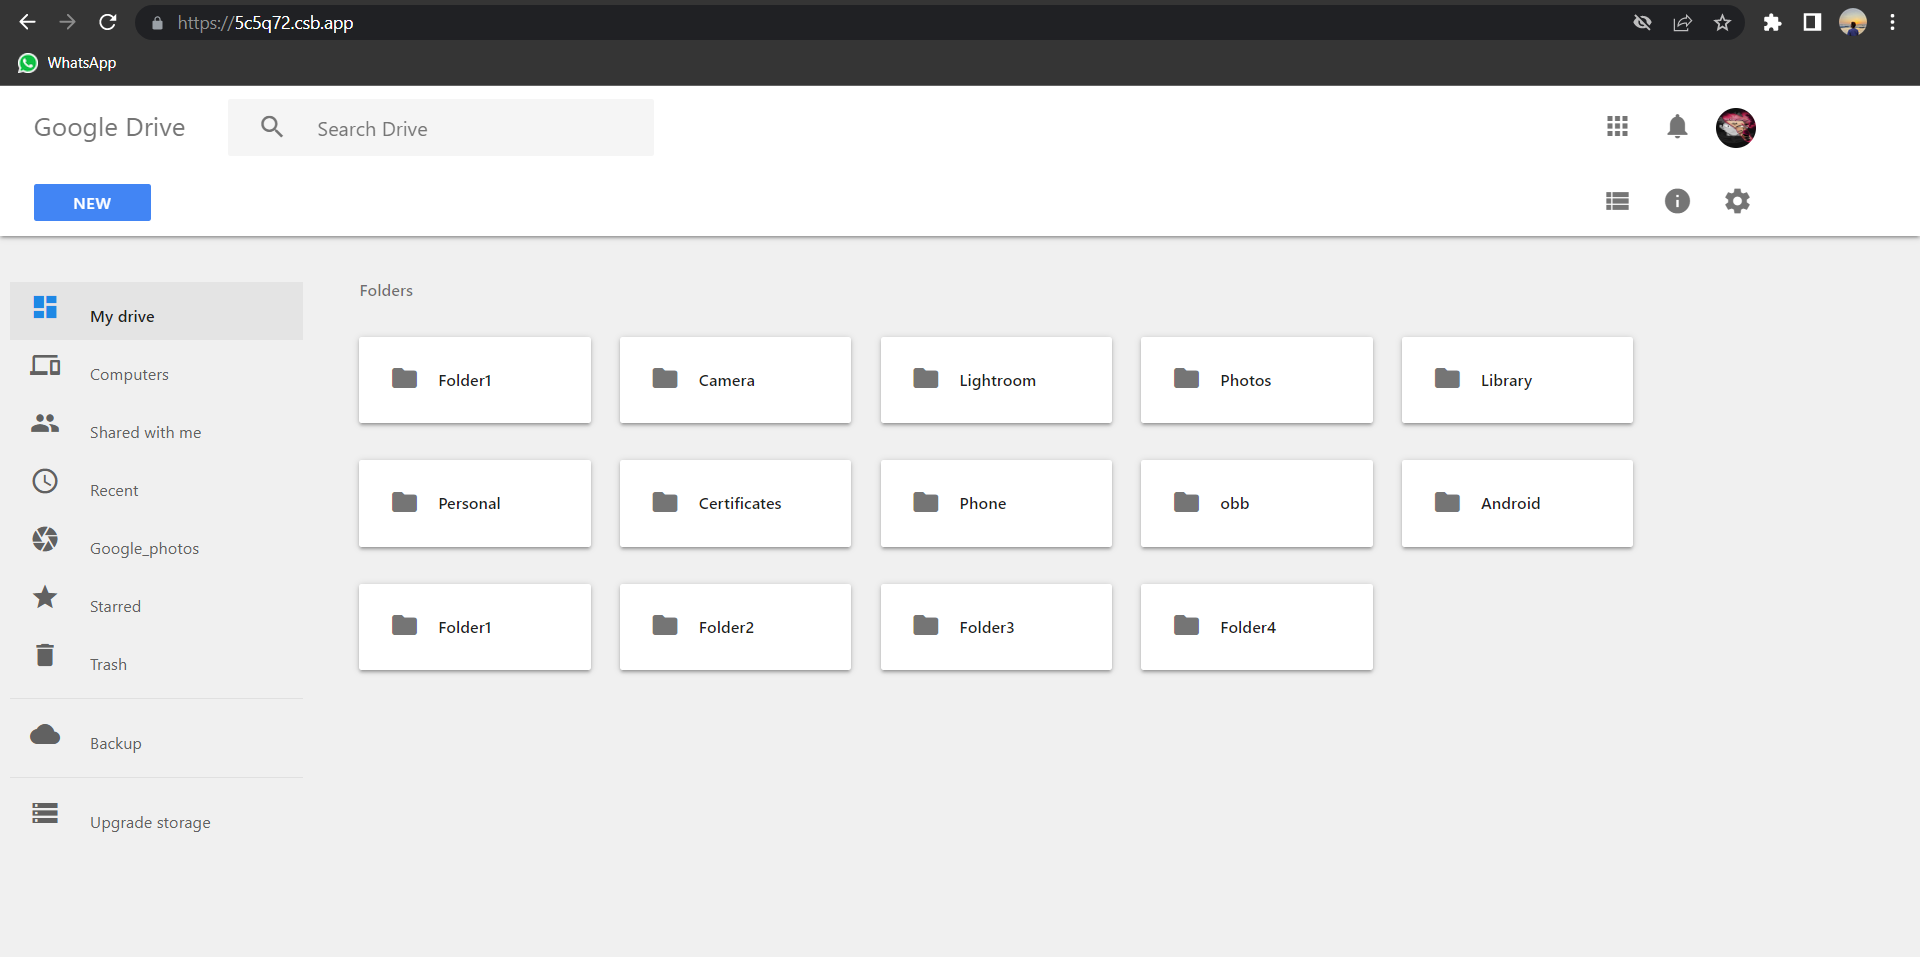 https://5c5q72.csb.app
WhatsApp
Google Drive
Search Drive
NEW
My drive
Computers
Shared with me
Recent
Google_photos
Starred
Trash
Backup
Upgrade storage
Folders
Folder1 Camera Lightroom Photos Library
Personal Certificates Phone obb Android
Folder1 Folder2 Folder3 Folder4